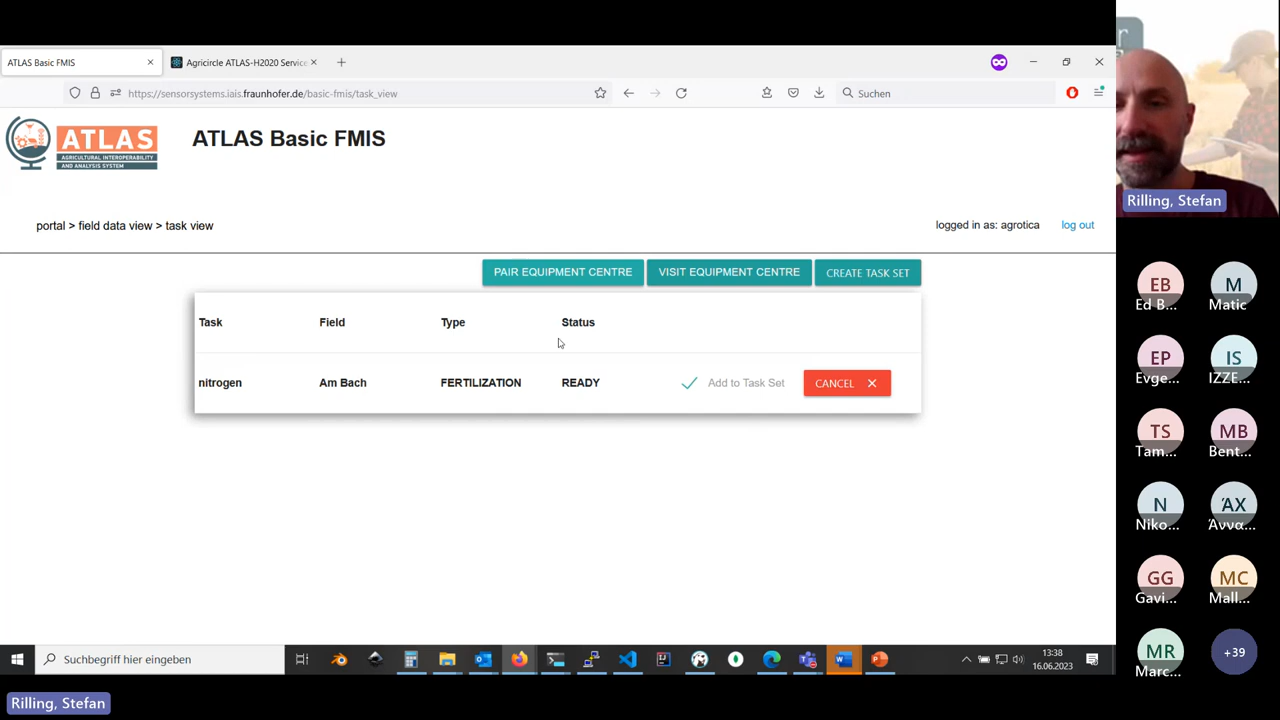 ATLAS Basic FMIS
Agricircle ATLAS-H2020 Service
https://sensorsystems.iais.fraunhofer.de/basic-fmis/task_view
Suchen
ATLAS
AGRICULTURAL INTEROPERABILITY
AND ANALYSIS SYSTEM
ATLAS Basic FMIS
portal > field data view > task view
logged in as: agrotica
log out
PAIR EQUIPMENT CENTRE
VISIT EQUIPMENT CENTRE
CREATE TASK SET
Task Field Type Status
nitrogen Am Bach FERTILIZATION READY Add to Task Set CANCEL
Suchbegriff hier eingeben
13:38
16.06.2023
Rilling, Stefan
Rilling, Stefan
EB M
Ed B... Matic
EP IS
Evge... IZZE...
TS MB
Tam... Bent...
N ΆΧ
Niko... Άννα...
GG MC
Gavi... Mall...
MR +39
Marc...